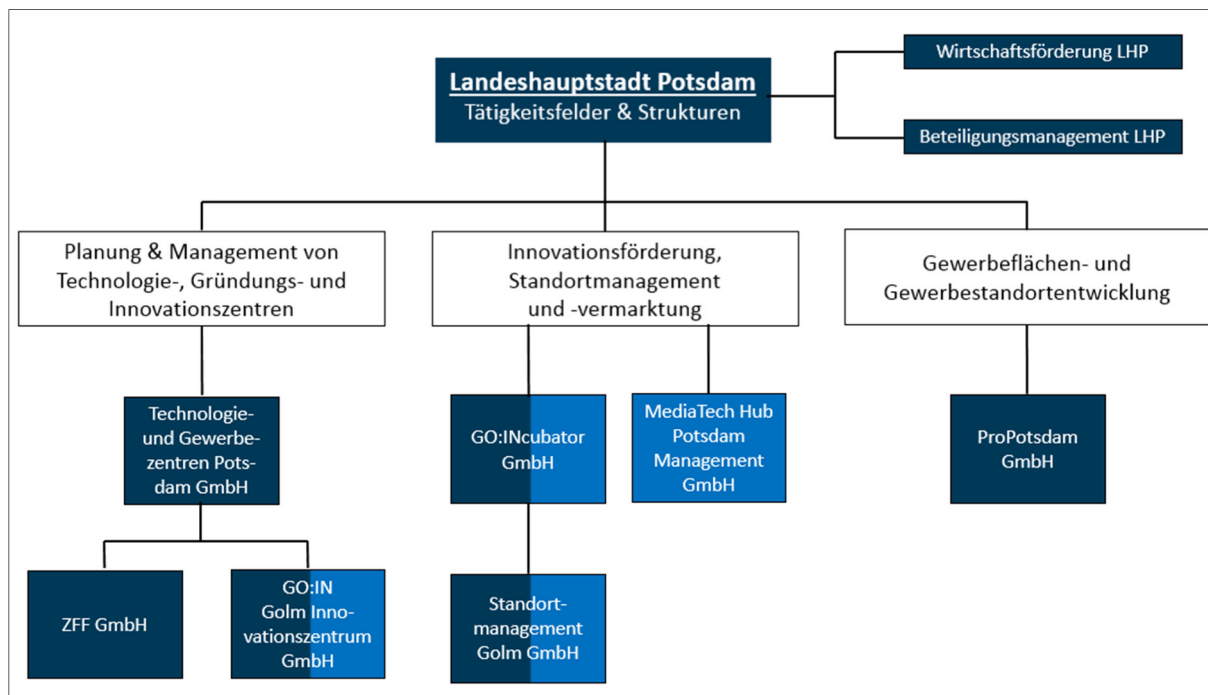 Landeshauptstadt Potsdam
Tätigkeitsfelder & Strukturen
Wirtschaftsförderung LHP
Beteiligungsmanagement LHP
Planung & Management von
Technologie-, Gründungs- und
Innovationszentren
Innovationsförderung,
Standortmanagement
und -vermarktung
Gewerbeflächen- und
Gewerbestandortentwicklung
Technologie-
und Gewerbe-
zentren Pots-
dam GmbH
GO:INcubator
GmbH
MediaTech Hub
Potsdam
Management
GmbH
ProPotsdam
GmbH
ZFF GmbH
GO:IN
Golm Inno-
vationszentrum
GmbH
Standort-
management
Golm GmbH